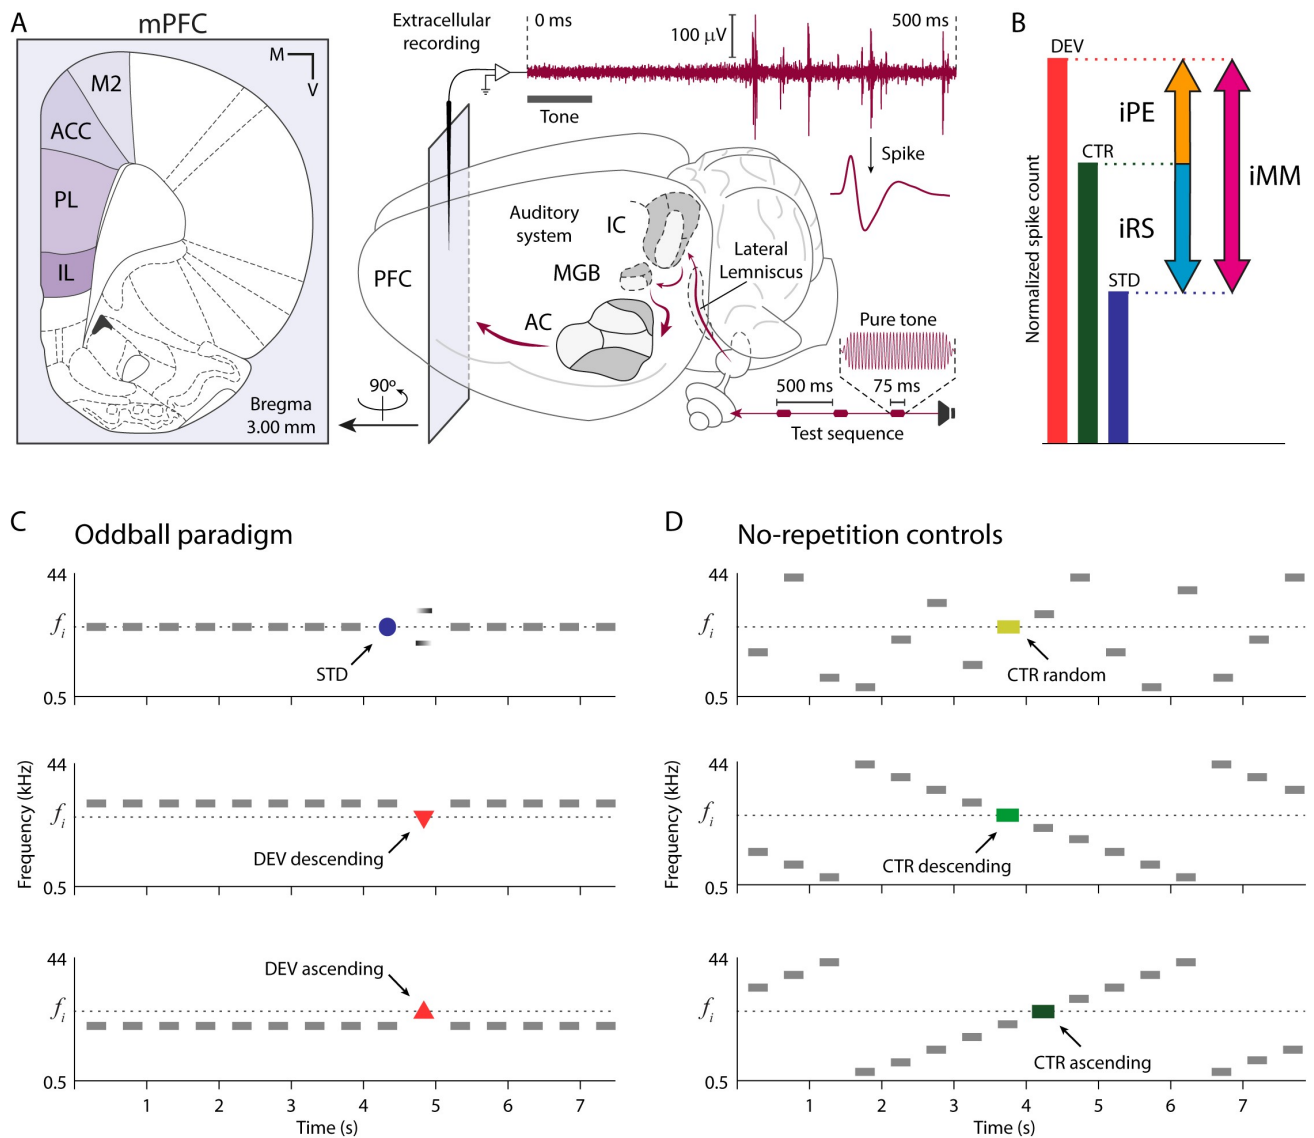 A
mPFC
M
V
M2
ACC
PL
IL
Bregma
3.00 mm
Extracellular
recording
0 ms
500 ms
100 µV
Tone
Spike
Auditory
system
IC
MGB
AC
PFC
Lateral
Lemniscus
90º
Pure tone
500 ms
75 ms
Test sequence
B
DEV
CTR
STD
iPE
iRS
iMM
Normalized spike count
C
Oddball paradigm
44
fi
0.5
STD
44
fi
0.5
DEV descending
Frequency (kHz)
44
fi
0.5
DEV ascending
1 2 3 4 5 6 7
Time (s)
D
No-repetition controls
44
fi
0.5
CTR random
44
fi
0.5
CTR descending
Frequency (kHz)
44
fi
0.5
CTR ascending
1 2 3 4 5 6 7
Time (s)